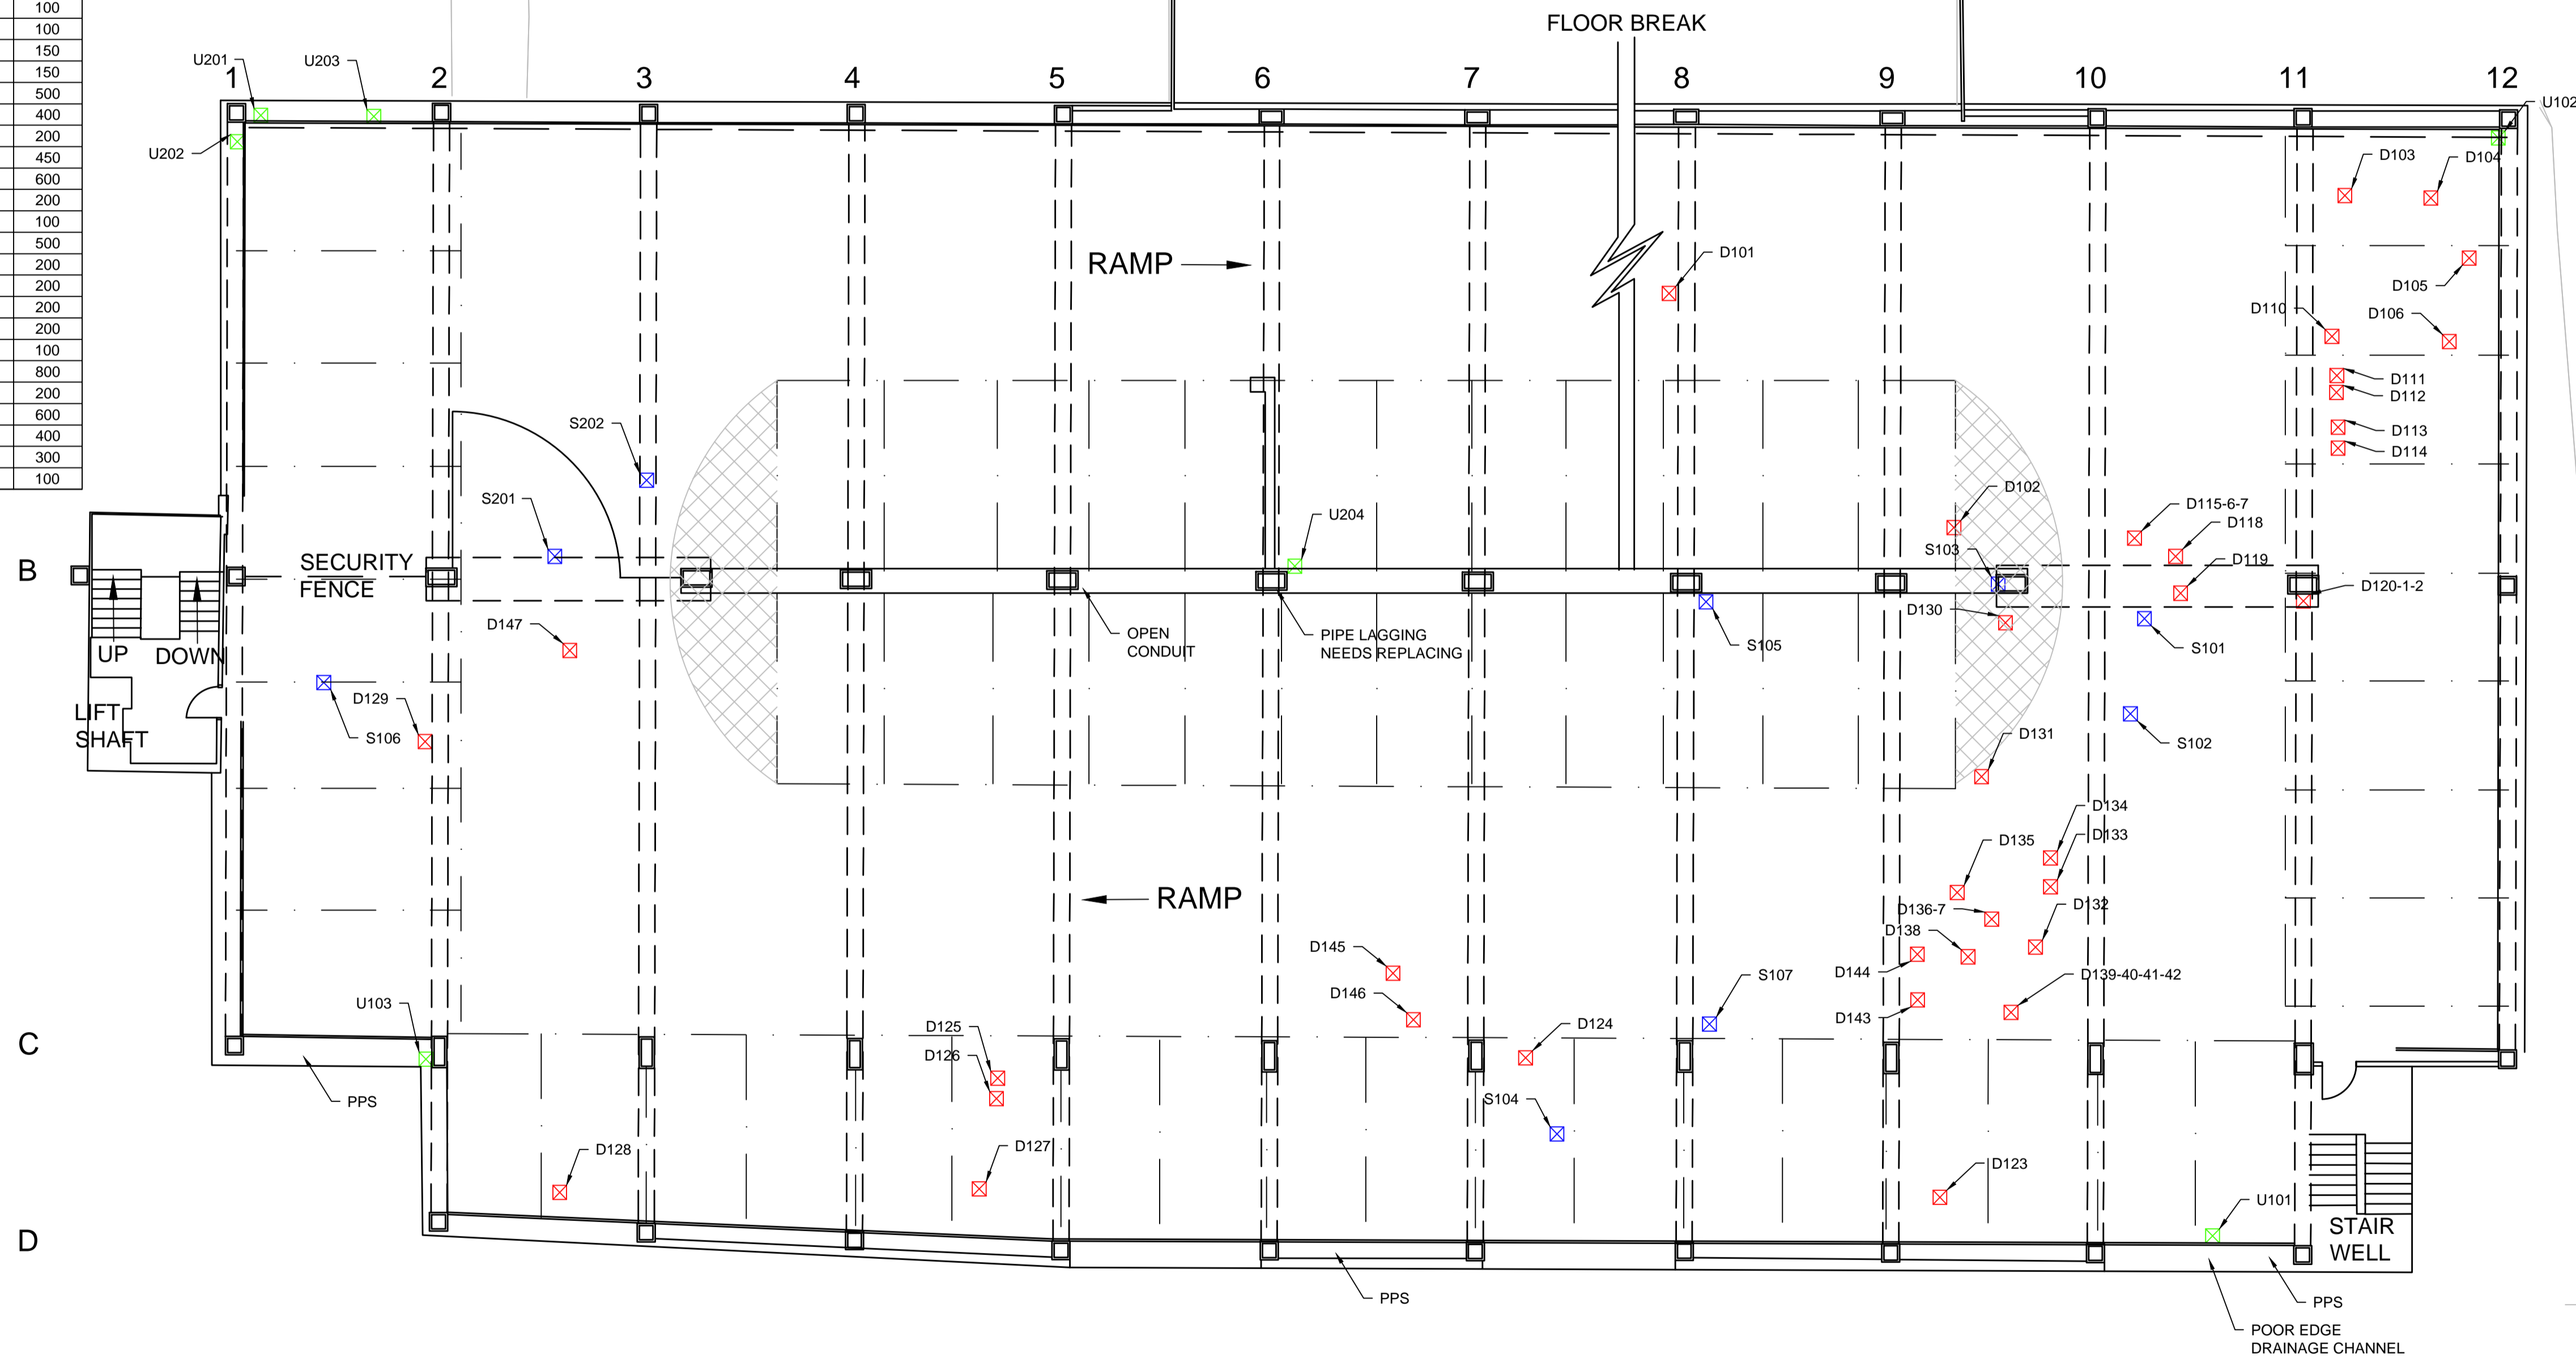 100
100
150
150
500
400
200
450
600
200
100
500
200
200
200
200
100
800
200
600
400
300
100
FLOOR BREAK
1 2 3 4 5 6 7 8 9 10 11 12
U201
U203
U202
U102
D103
D104
D105
D110
D106
D111
D112
D113
D114
RAMP
D101
S202
S201
U204
D102
S103
D115-6-7
D118
D119
D120-1-2
B
SECURITY
FENCE
UP
DOWN
LIFT
SHAFT
D147
D129
S106
OPEN
CONDUIT
PIPE LAGGING
NEEDS REPLACING
S105
D130
S101
S102
D131
D134
D133
D135
D132
D136-7
D138
D144
D139-40-41-42
D143
RAMP
D145
D146
S107
U103
C
D125
D126
D124
S104
PPS
D128
D127
D123
U101
D
STAIR
WELL
PPS
PPS
POOR EDGE
DRAINAGE CHANNEL